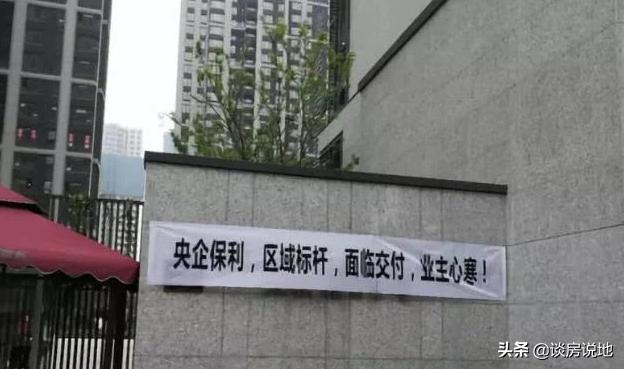 央企保利，区域标杆，面临交付，业主心寒！
头条 @谈房说地